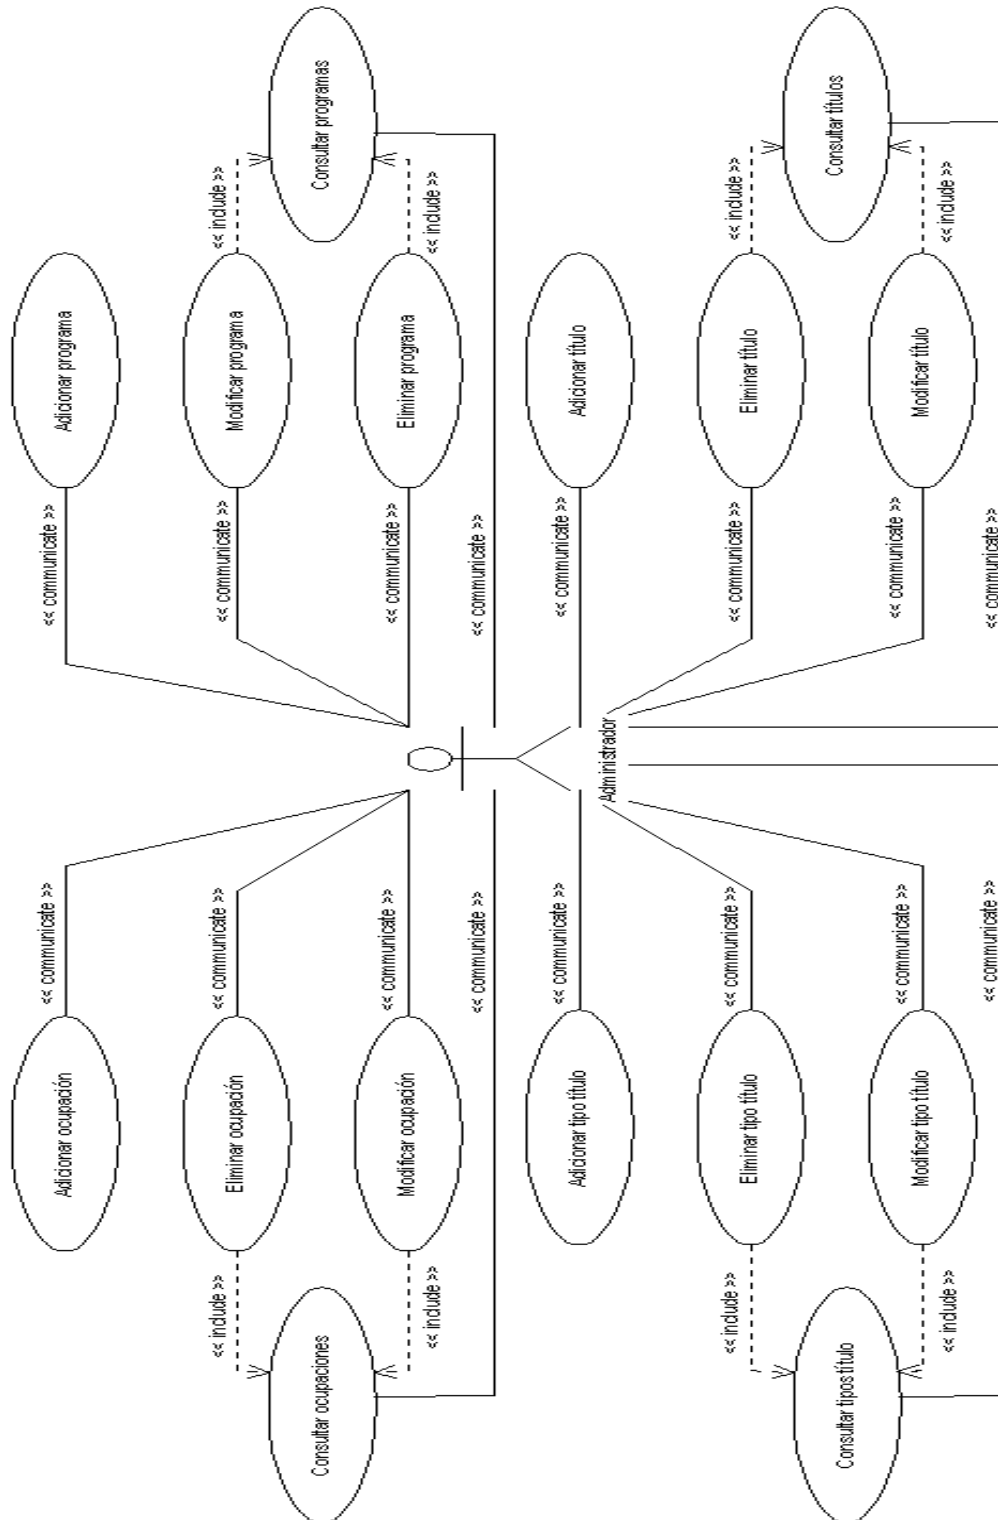 << communicate >>
<< communicate >>
Adicionar ocupación
Adicionar programa
<< include >>
<< communicate >>
<< communicate >>
<< include >>
Eliminar ocupación
Modificar programa
Consultar ocupaciones
Consultar programas
<< communicate >>
<< communicate >>
Modificar ocupación
Eliminar programa
<< include >>
<< include >>
<< communicate >>
<< communicate >>
<< communicate >>
<< communicate >>
Adicionar tipo título
Adicionar título
Administrador
<< include >>
<< communicate >>
<< communicate >>
<< include >>
Eliminar tipo título
Eliminar título
Consultar tipos título
Consultar títulos
<< communicate >>
<< communicate >>
Modificar tipo título
Modificar título
<< include >>
<< include >>
<< communicate >>
<< communicate >>